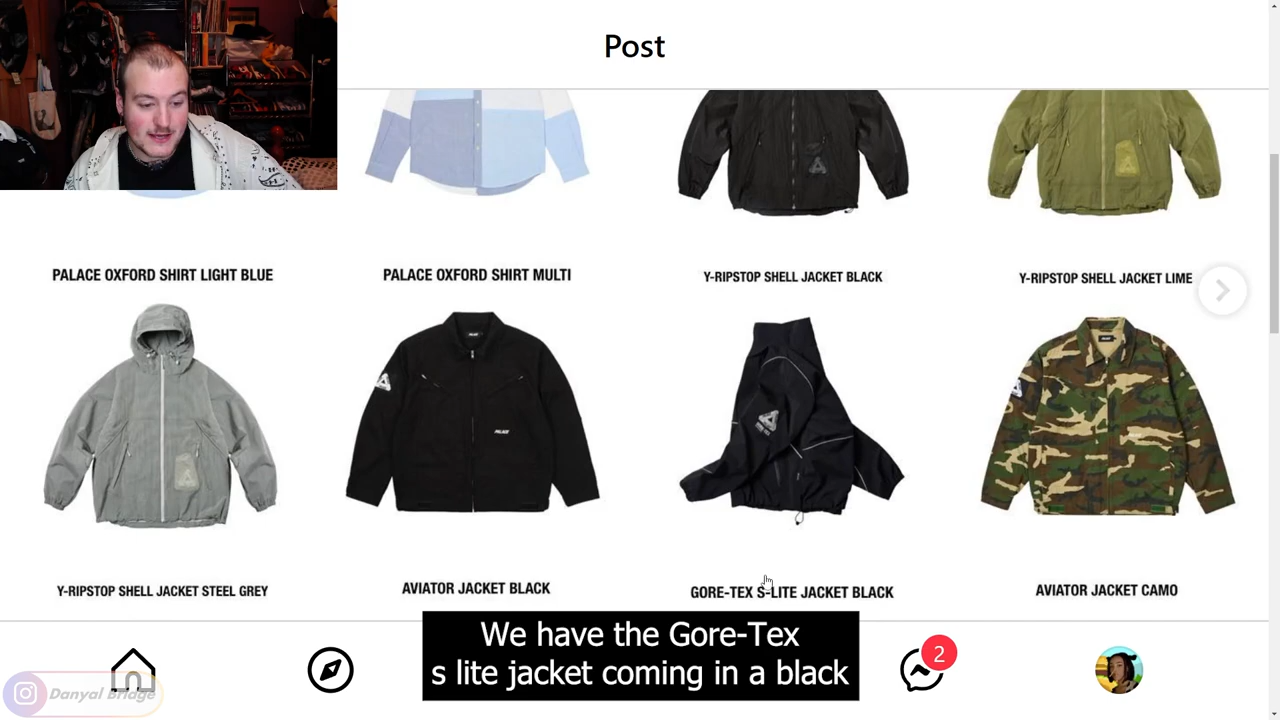 Post
PALACE OXFORD SHIRT LIGHT BLUE
PALACE OXFORD SHIRT MULTI
Y-RIPSTOP SHELL JACKET BLACK
Y-RIPSTOP SHELL JACKET LIME
Y-RIPSTOP SHELL JACKET STEEL GREY
AVIATOR JACKET BLACK
GORE-TEX S-LITE JACKET BLACK
AVIATOR JACKET CAMO
We have the Gore-Tex
s lite jacket coming in a black
2
Danyal Bridge